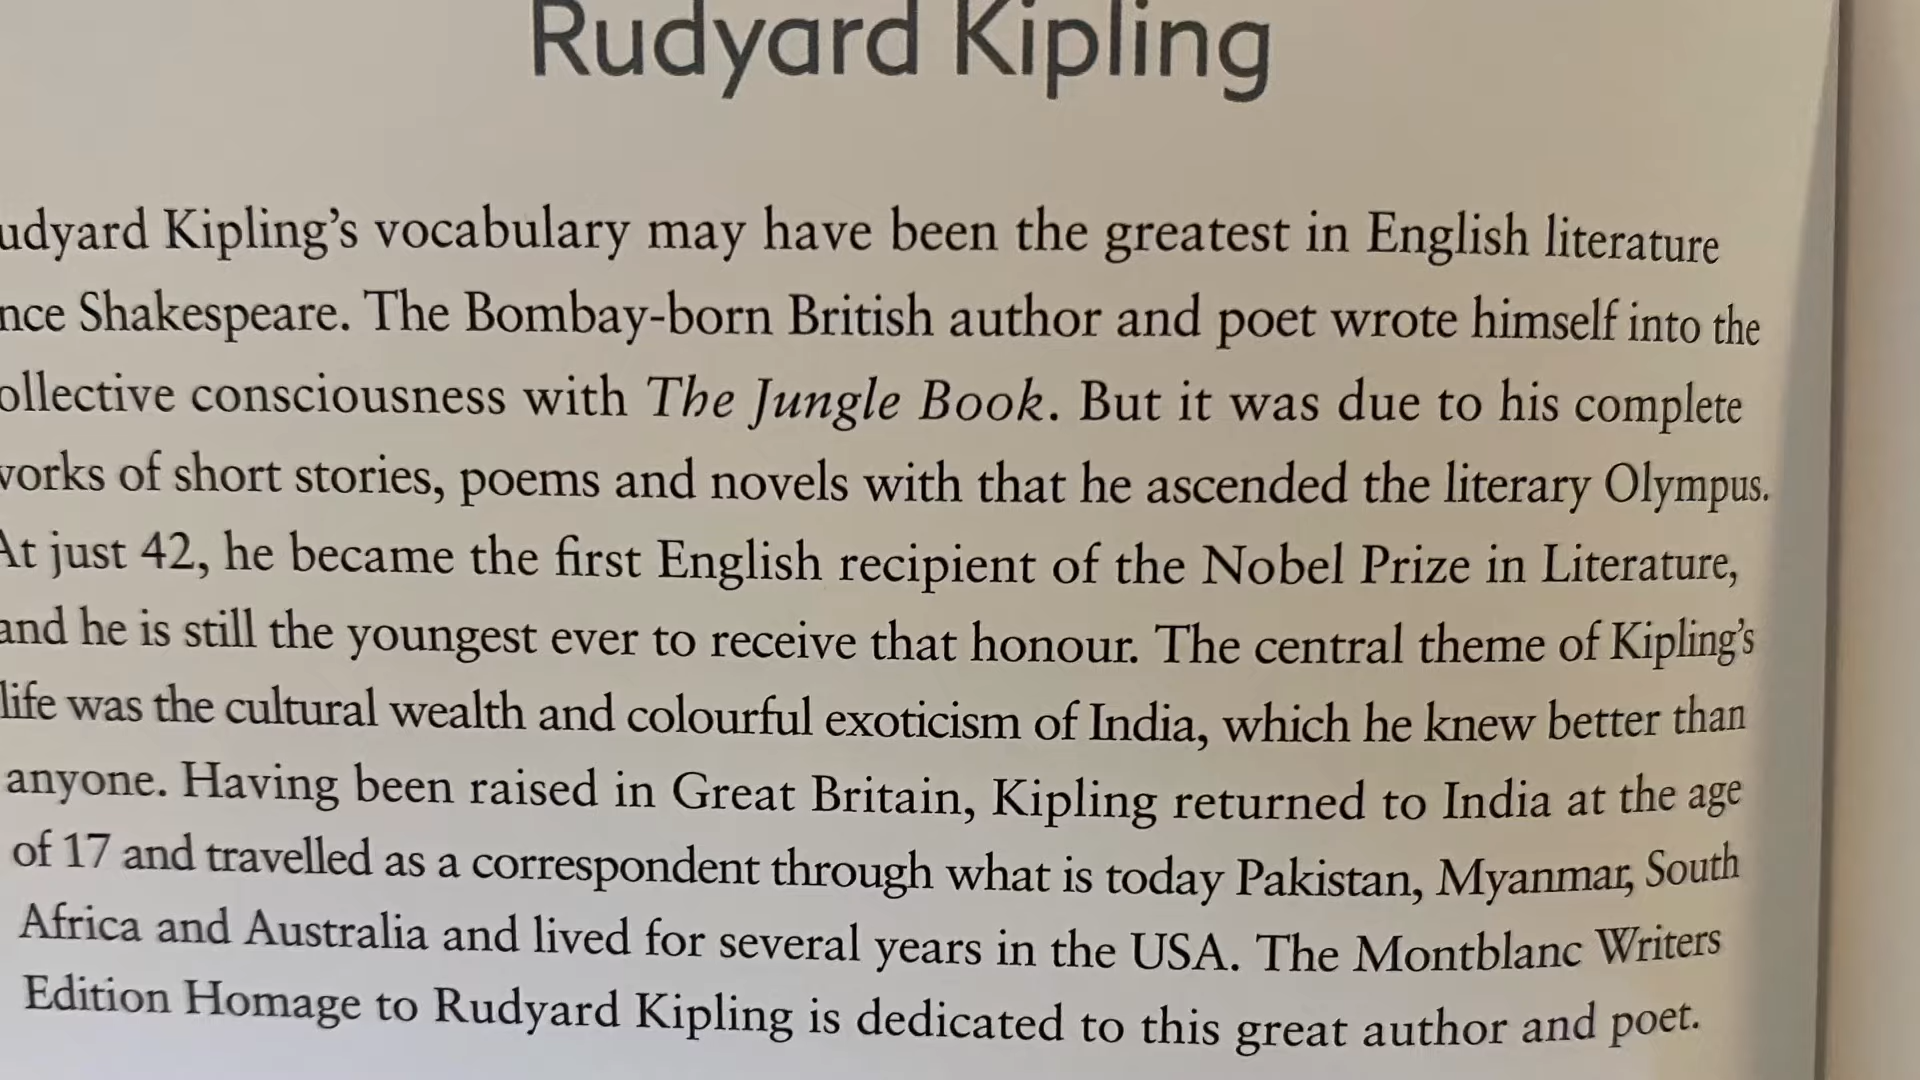 Rudyard Kipling
udyard Kipling’s vocabulary may have been the greatest in English literature
nce Shakespeare. The Bombay-born British author and poet wrote himself into the
ollective consciousness with The Jungle Book. But it was due to his complete
works of short stories, poems and novels with that he ascended the literary Olympus.
At just 42, he became the first English recipient of the Nobel Prize in Literature,
and he is still the youngest ever to receive that honour. The central theme of Kipling’s
life was the cultural wealth and colourful exoticism of India, which he knew better than
anyone. Having been raised in Great Britain, Kipling returned to India at the age
of 17 and travelled as a correspondent through what is today Pakistan, Myanmar, South
Africa and Australia and lived for several years in the USA. The Montblanc Writers
Edition Homage to Rudyard Kipling is dedicated to this great author and poet.